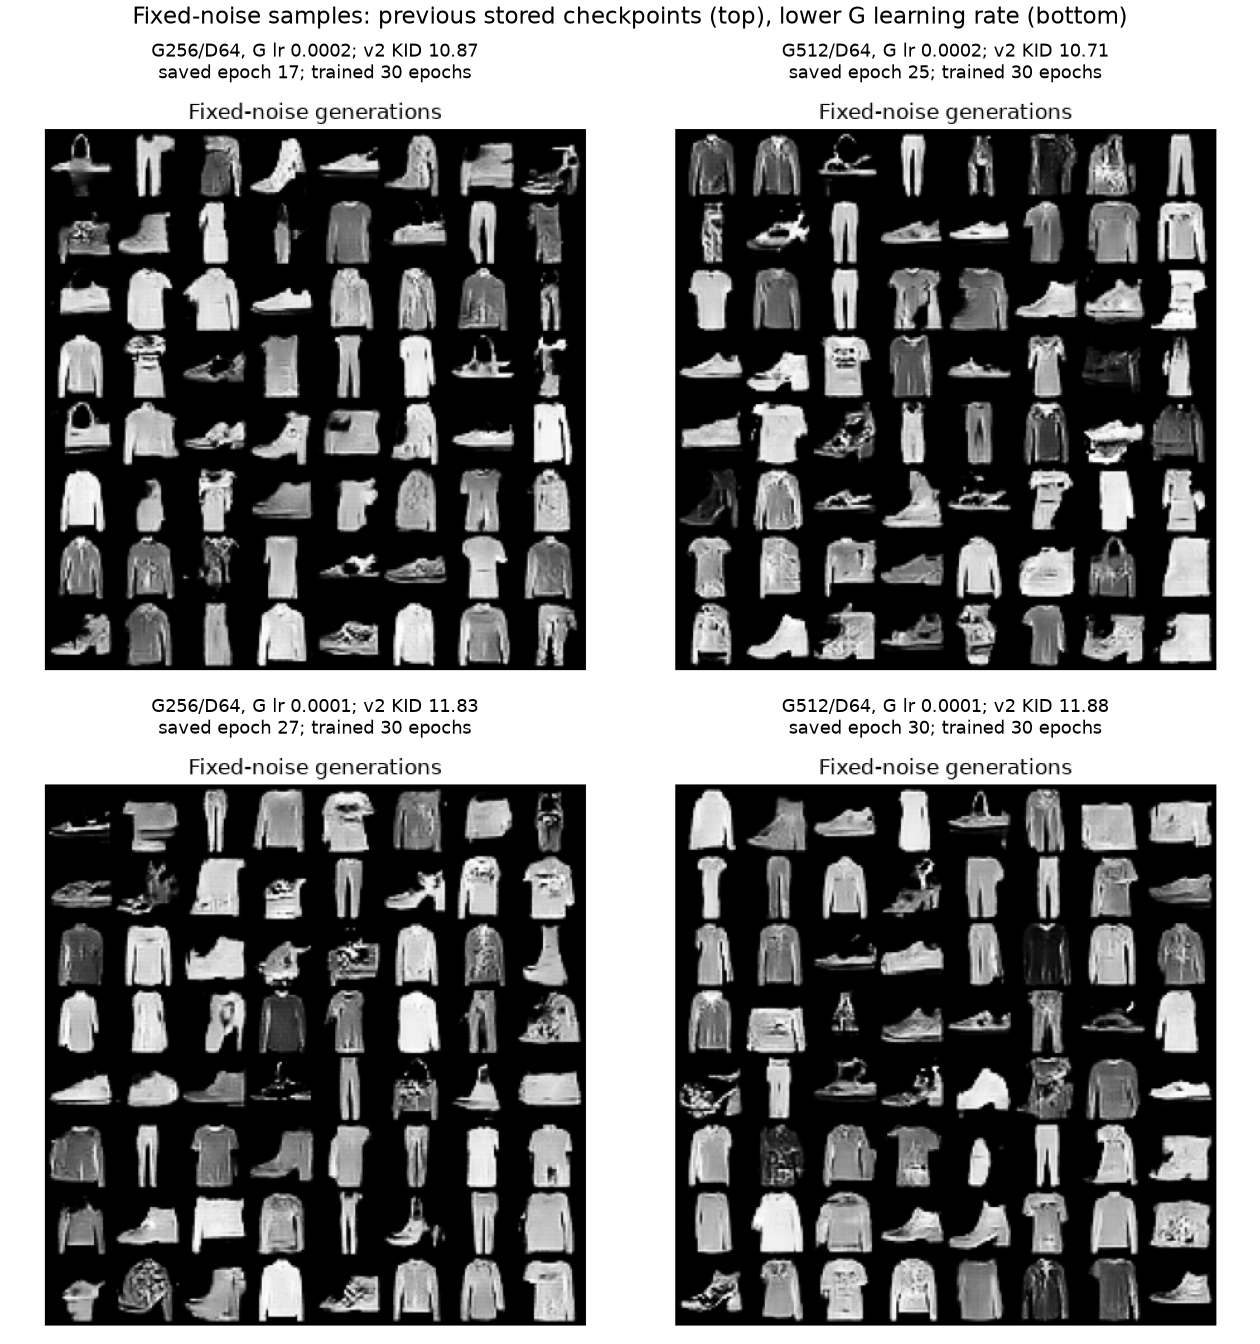 Fixed-noise samples: previous stored checkpoints (top), lower G learning rate (bottom)
G256/D64, G lr 0.0002; v2 KID 10.87
saved epoch 17; trained 30 epochs
Fixed-noise generations
G512/D64, G lr 0.0002; v2 KID 10.71
saved epoch 25; trained 30 epochs
Fixed-noise generations
G256/D64, G lr 0.0001; v2 KID 11.83
saved epoch 27; trained 30 epochs
Fixed-noise generations
G512/D64, G lr 0.0001; v2 KID 11.88
saved epoch 30; trained 30 epochs
Fixed-noise generations